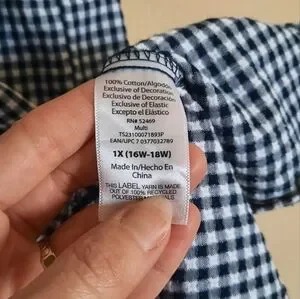 100% Cotton/Algodón
Exclusive of Decoration
Exclusivo de Decoración
Exclusive of Elastic
Excepto el Elástico
RN# 52469
Multi
TS2310071893P
EAN/UPC 7 0377032789
1X (16W-18W)
Made In/Hecho En
China
THIS LABEL YARN IS MADE
OUT OF 100% RECYCLED
POLYESTER MATERIALS